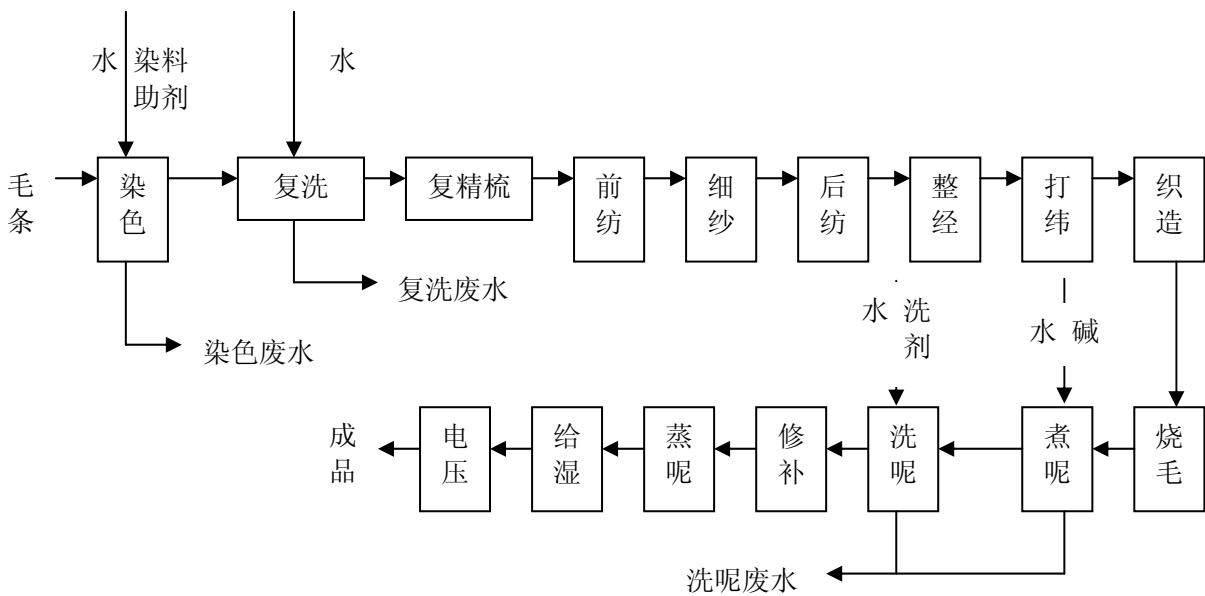 水 染料
助剂
水
毛条
染色
复洗
复精梳
前纺
细纱
后纺
整经
打纬
织造
复洗废水
染色废水
水 洗剂
水 碱
成品
电压
给湿
蒸呢
修补
洗呢
煮呢
烧毛
洗呢废水